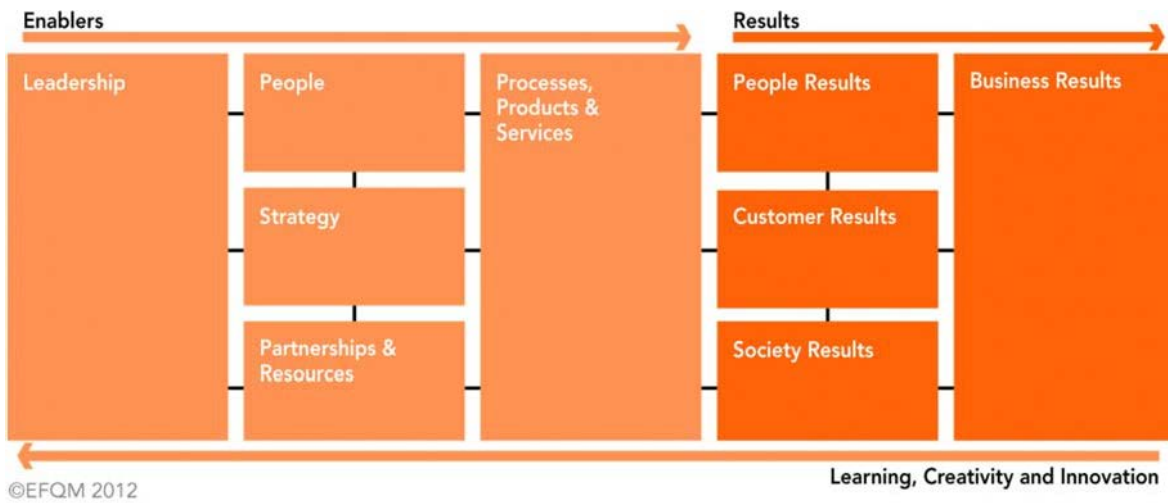 Enablers
Results
Leadership
People
Processes,
Products &
Services
People Results
Business Results
Strategy
Customer Results
Partnerships &
Resources
Society Results
Learning, Creativity and Innovation
©EFQM 2012